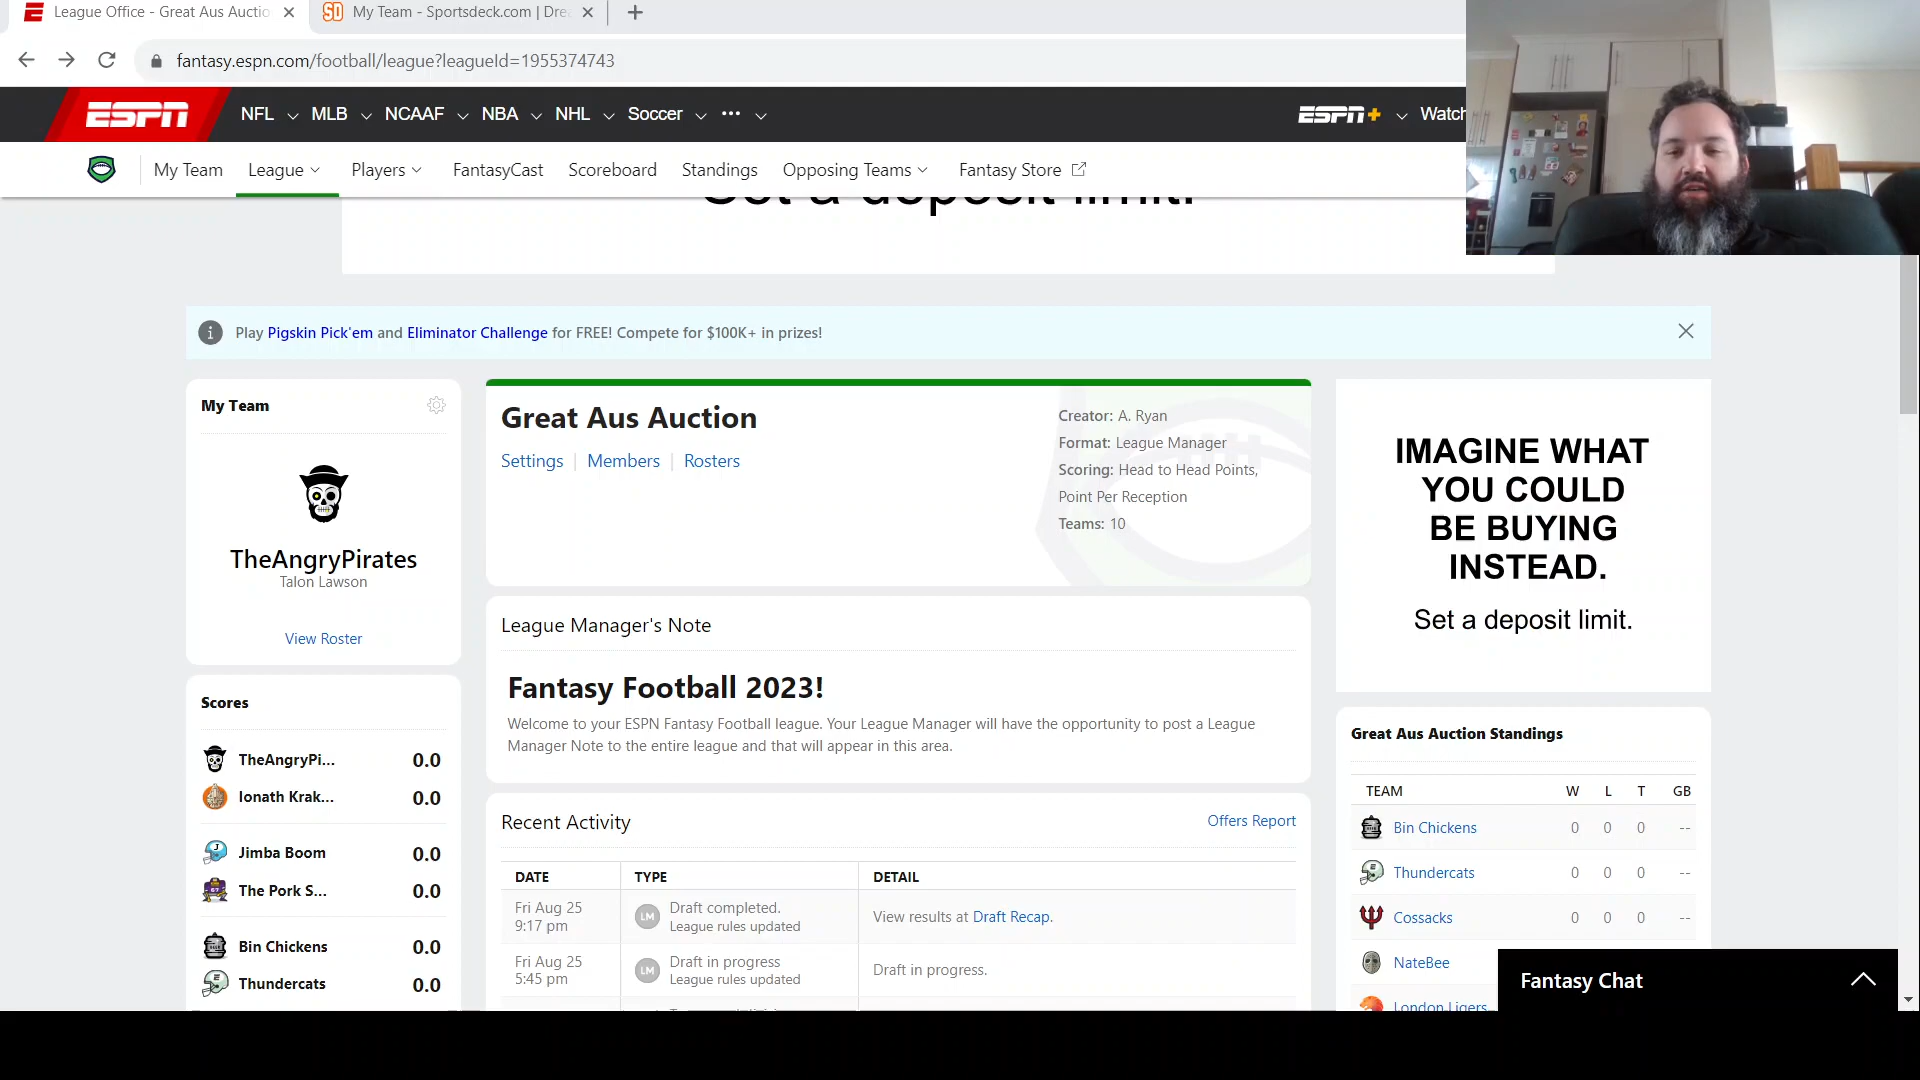 League Office - Great Aus Auctio
My Team - Sportsdeck.com | Drea
fantasy.espn.com/football/league?leagueId=1955374743
ESPN NFL MLB NCAAF NBA NHL Soccer ••• ESPN+ Watch
My Team League Players FantasyCast Scoreboard Standings Opposing Teams Fantasy Store
Set a deposit limit.
Play Pigskin Pick'em and Eliminator Challenge for FREE! Compete for $100K+ in prizes!
My Team
TheAngryPirates
Talon Lawson
View Roster
Scores
TheAngryPi... 0.0
Ionath Krak... 0.0
Jimba Boom 0.0
The Pork S... 0.0
Bin Chickens 0.0
Thundercats 0.0
Great Aus Auction
Settings | Members | Rosters
Creator: A. Ryan
Format: League Manager
Scoring: Head to Head Points,
Point Per Reception
Teams: 10
League Manager's Note
Fantasy Football 2023!
Welcome to your ESPN Fantasy Football league. Your League Manager will have the opportunity to post a League
Manager Note to the entire league and that will appear in this area.
Recent Activity
Offers Report
DATE TYPE DETAIL
Fri Aug 25
9:17 pm
LM
Draft completed.
League rules updated
View results at Draft Recap.
Fri Aug 25
5:45 pm
LM
Draft in progress
League rules updated
Draft in progress.
IMAGINE WHAT
YOU COULD
BE BUYING
INSTEAD.
Set a deposit limit.
Great Aus Auction Standings
TEAM W L T GB
Bin Chickens 0 0 0 --
Thundercats 0 0 0 --
Cossacks 0 0 0 --
NateBee
London Ligers
Fantasy Chat